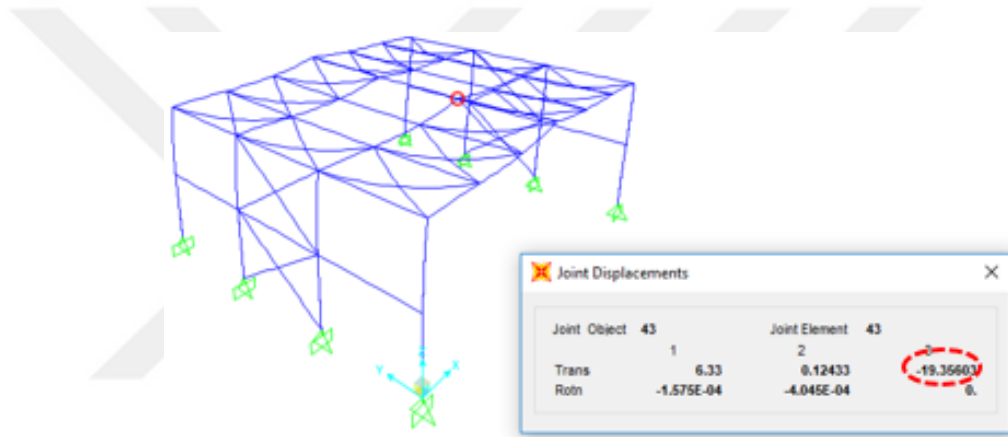 Z
Y
X
Joint Displacements
Joint Object 43 Joint Element 43
1 2
Trans 6.33 0.12433 -19.35603
Rotn -1.575E-04 -4.045E-04 0.